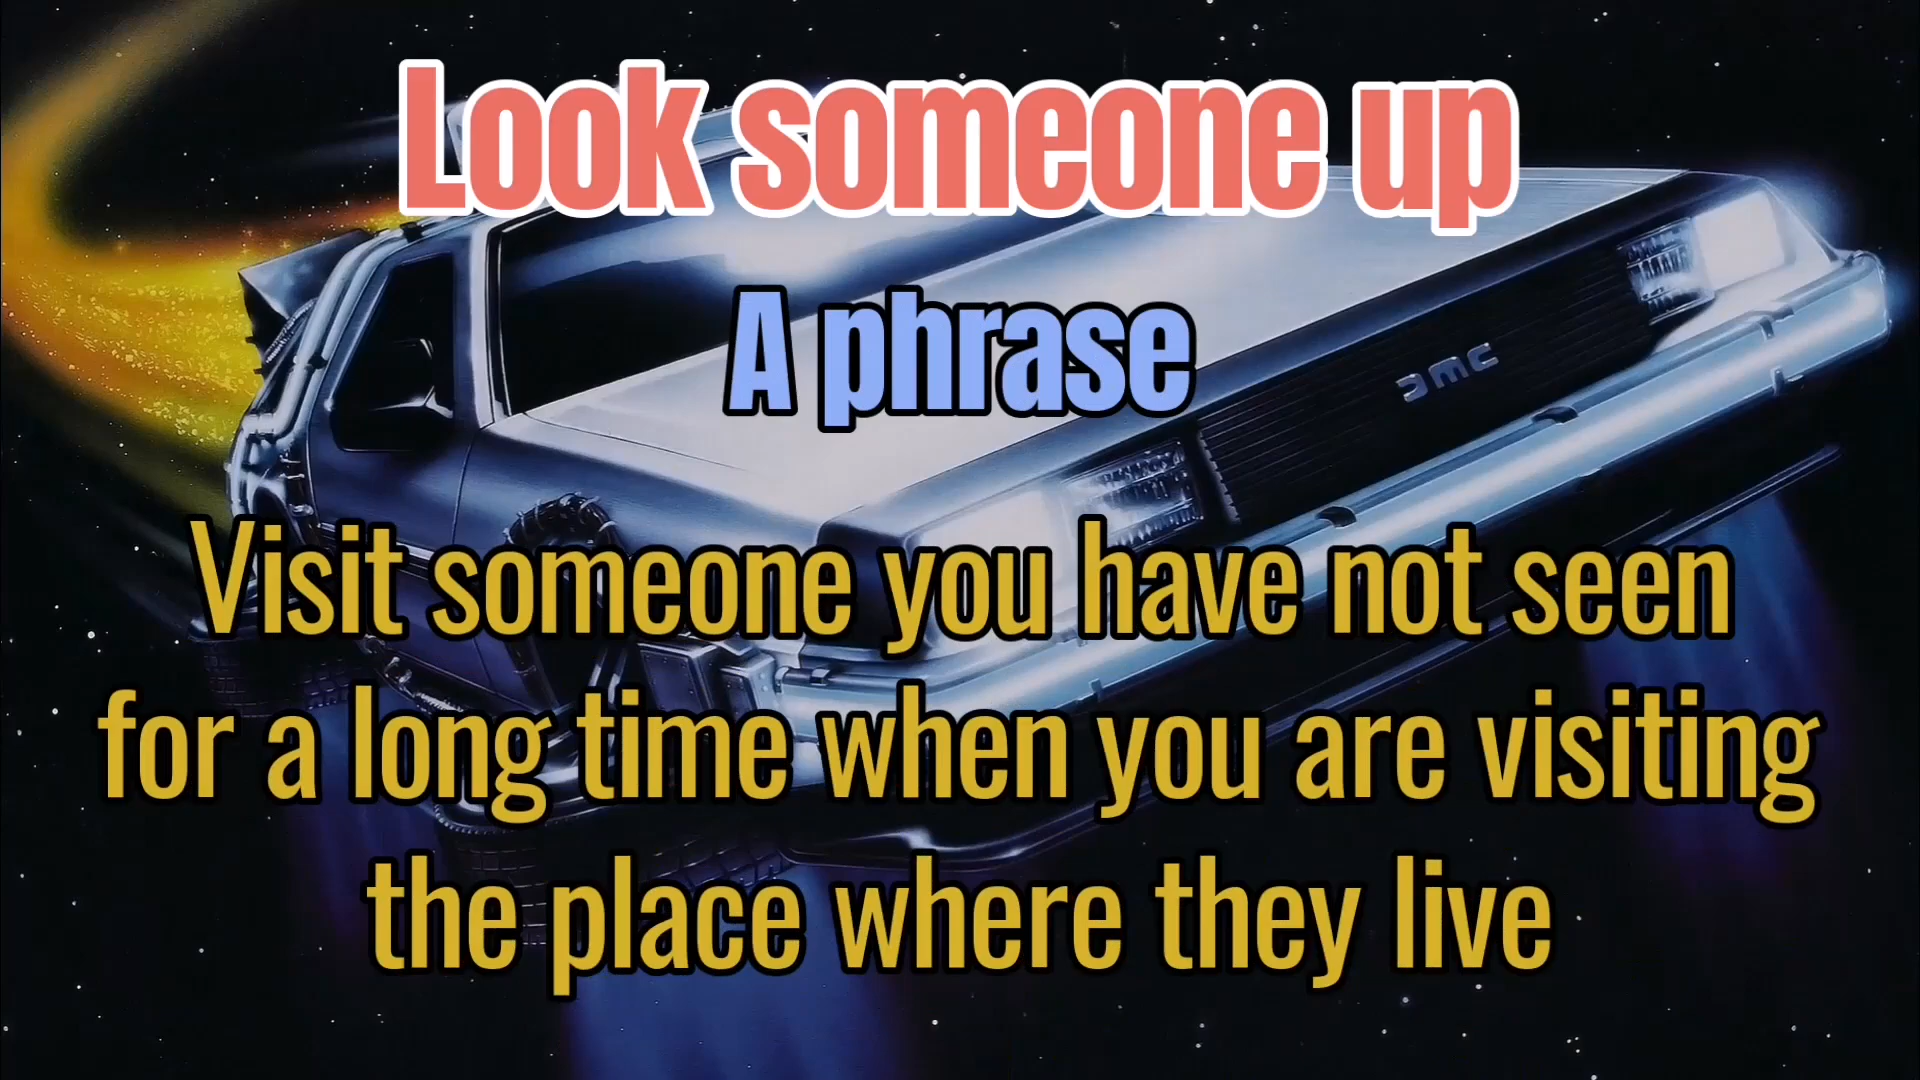 Look someone up
A phrase
DMC
Visit someone you have not seen
for a long time when you are visiting
the place where they live